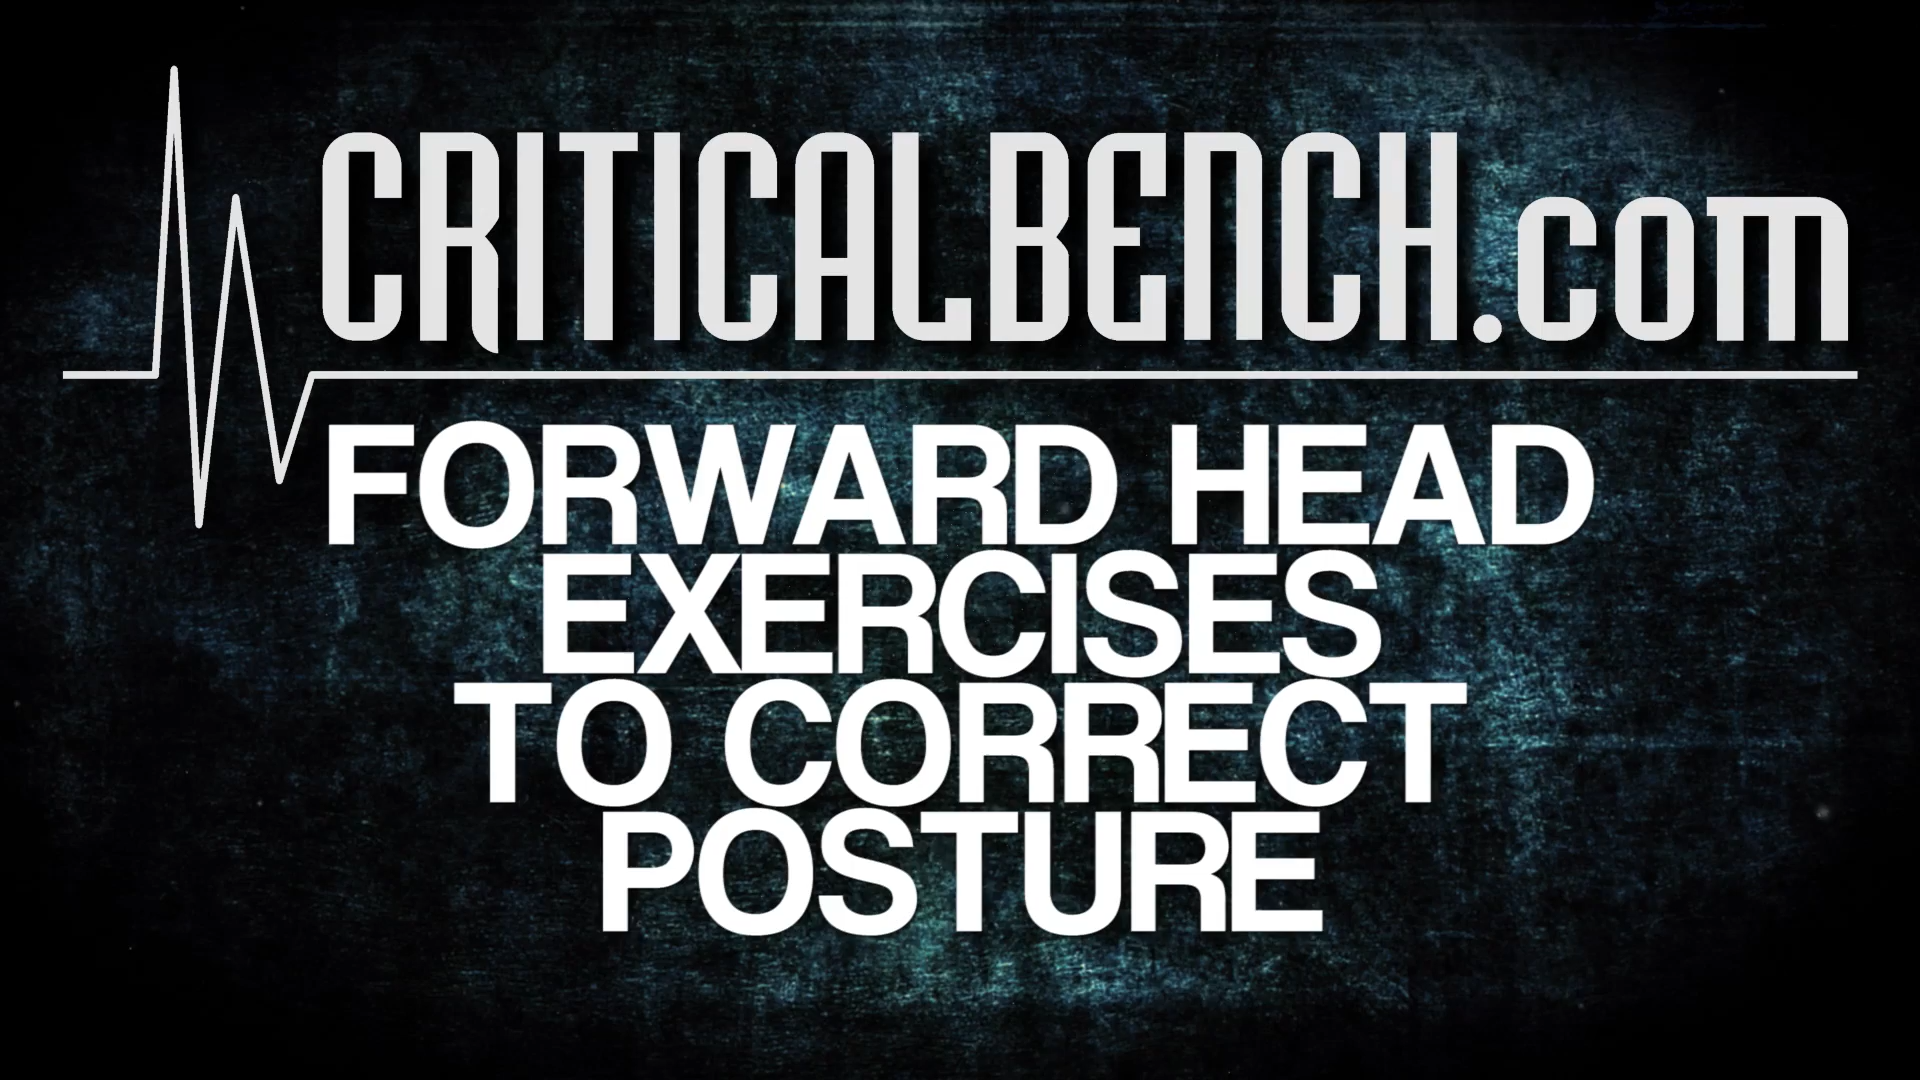 CRITICALBENCH.com
FORWARD HEAD
EXERCISES
TO CORRECT
POSTURE